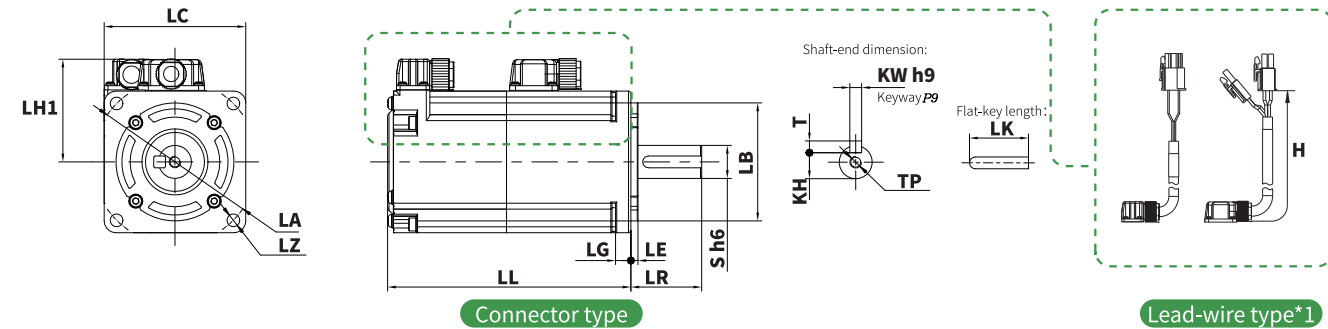 LC
LH1
LA
LZ
LB
LG
LE
S h6
LL
LR
Connector type
Shaft-end dimension:
KW h9
Keyway P9
T
KH
TP
Flat-key length:
LK
H
Lead-wire type*1